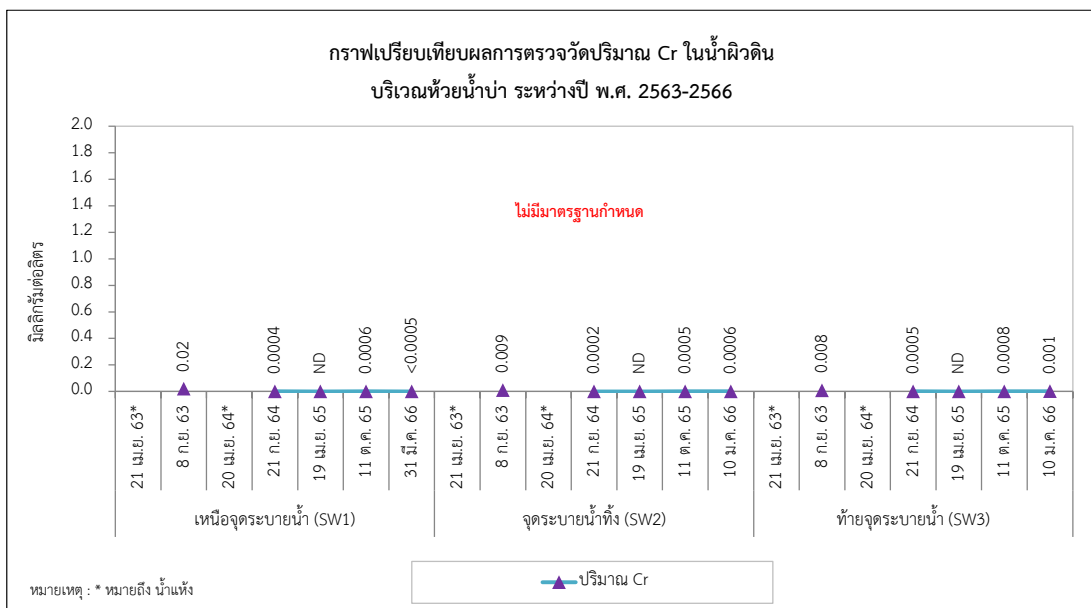 กราฟเปรียบเทียบผลการตรวจวัดปริมาณ Cr ในน้ำผิวดิน
บริเวณห้วยน้ำบ่า ระหว่างปี พ.ศ. 2563-2566
มิลลิกรัมต่อลิตร
2.0
1.8
1.6
1.4
1.2
1.0
0.8
0.6
0.4
0.2
0.0
ไม่มีมาตรฐานกำหนด
0.02
0.0004
ND
0.0006
<0.0005
0.009
0.0002
ND
0.0005
0.0006
0.008
0.0005
ND
0.0008
0.001
21 เม.ย. 63*
8 ก.ย. 63
20 เม.ย. 64*
21 ก.ย. 64
19 เม.ย. 65
11 ต.ค. 65
31 มี.ค. 66
21 เม.ย. 63*
8 ก.ย. 63
20 เม.ย. 64*
21 ก.ย. 64
19 เม.ย. 65
11 ต.ค. 65
10 ม.ค. 66
21 เม.ย. 63*
8 ก.ย. 63
20 เม.ย. 64*
21 ก.ย. 64
19 เม.ย. 65
11 ต.ค. 65
10 ม.ค. 66
เหนือจุดระบายน้ำ (SW1)
จุดระบายน้ำทิ้ง (SW2)
ท้ายจุดระบายน้ำ (SW3)
หมายเหตุ : * หมายถึง น้ำแห้ง
ปริมาณ Cr